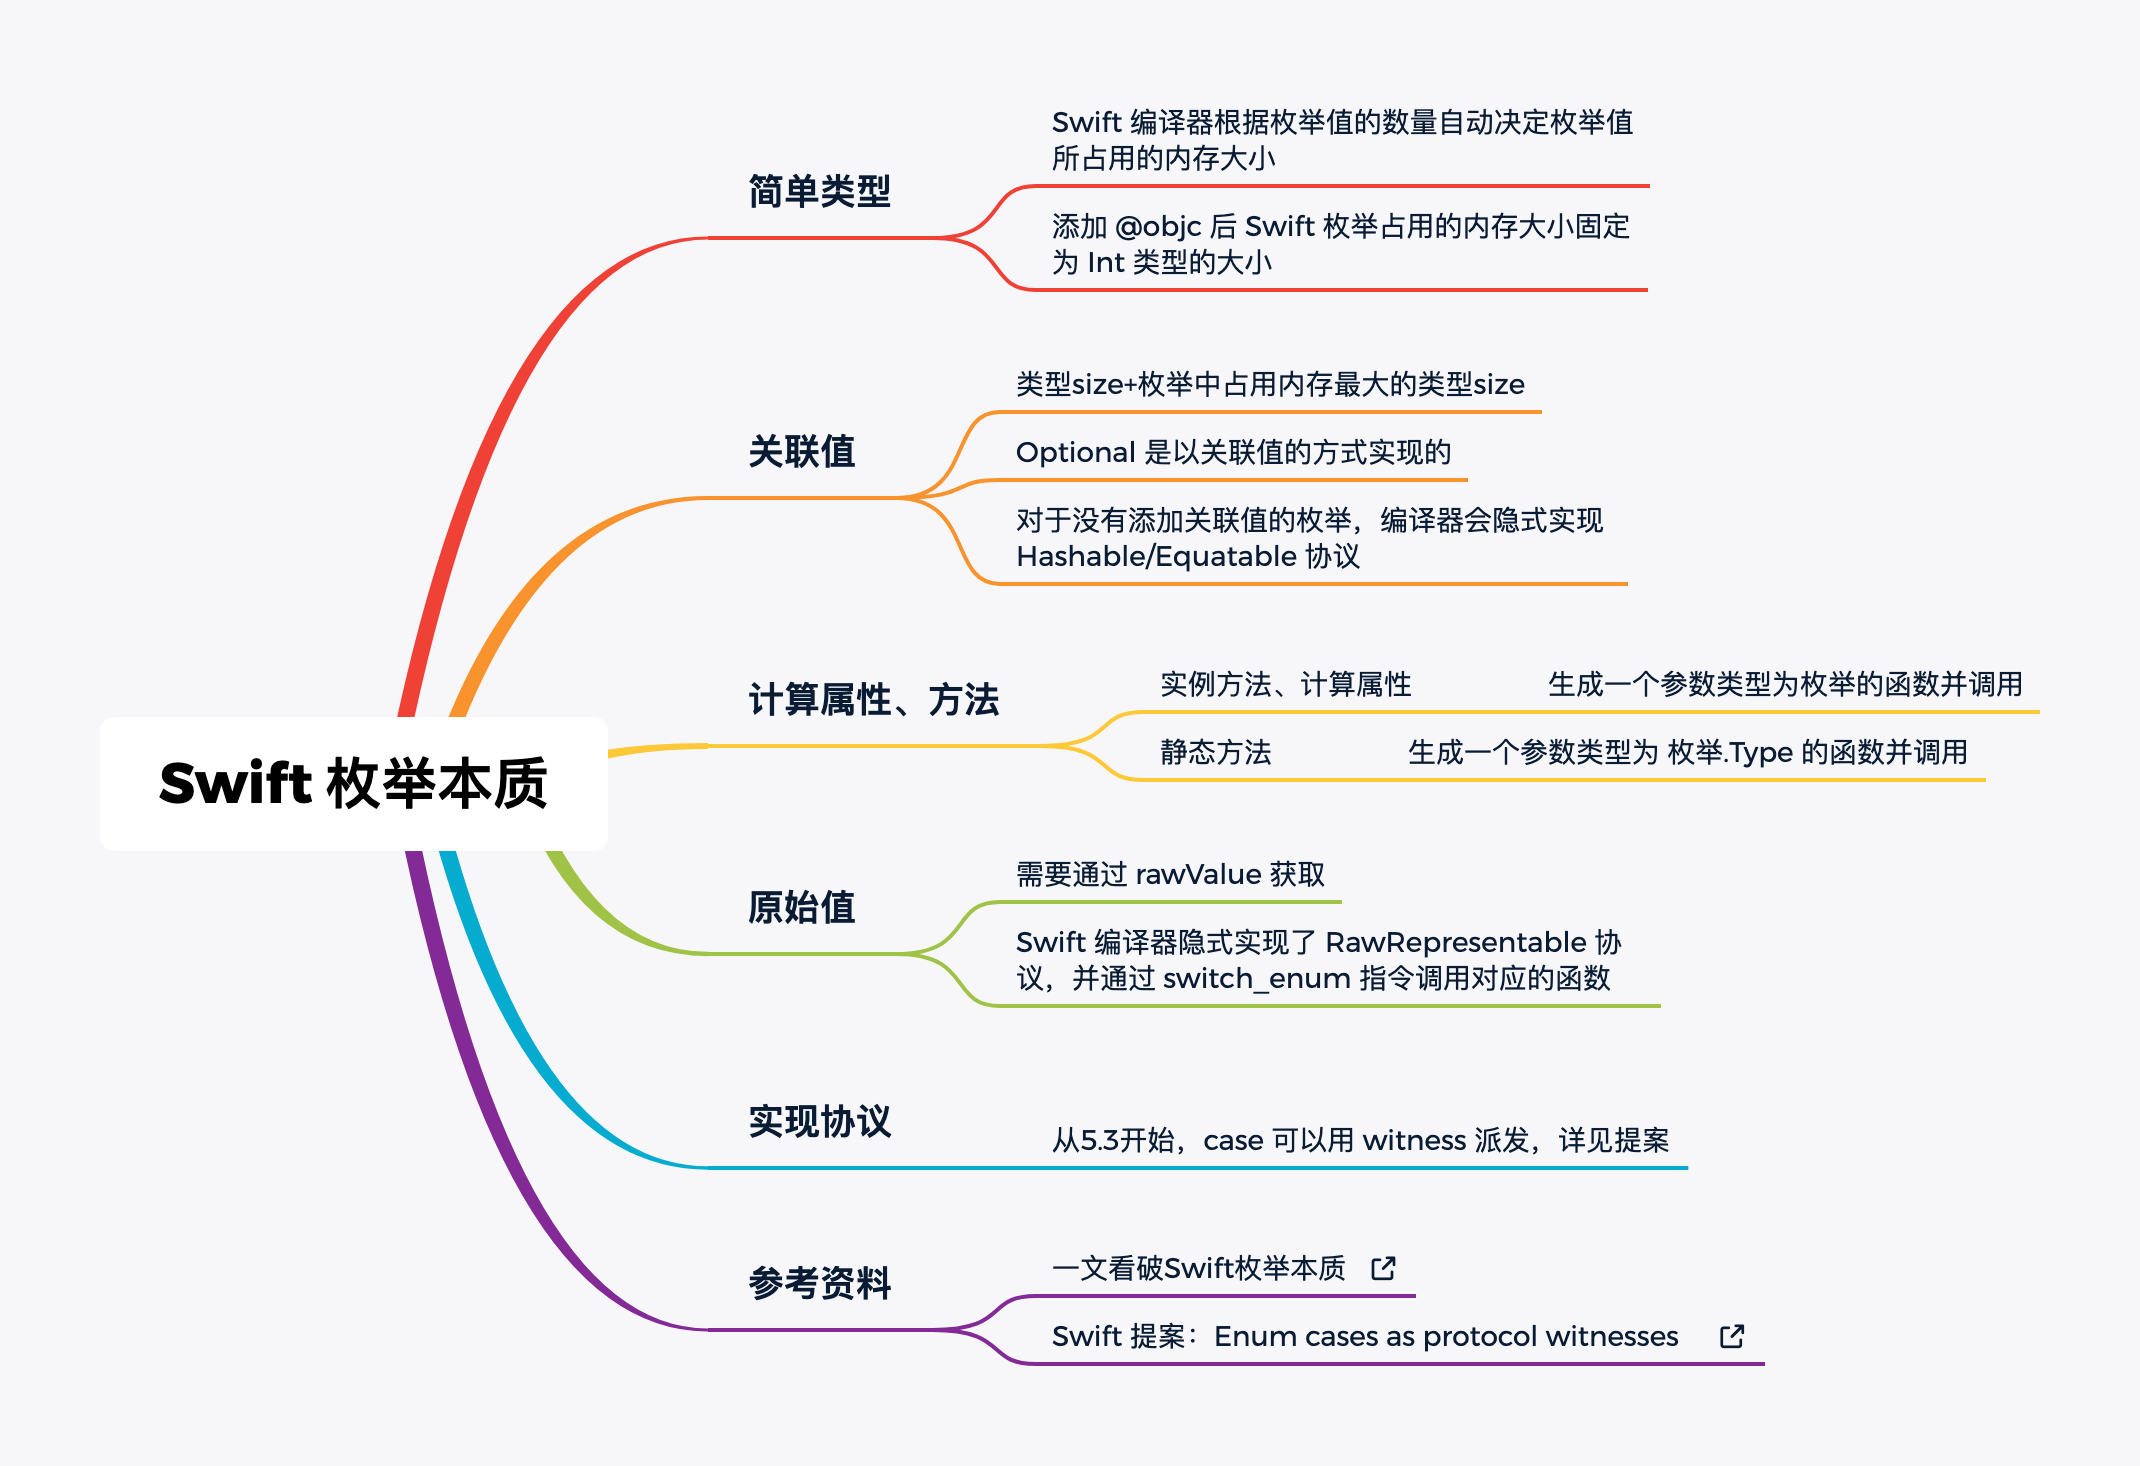 Swift 枚举本质
简单类型
Swift 编译器根据枚举值的数量自动决定枚举值
所占用的内存大小
添加 @objc 后 Swift 枚举占用的内存大小固定
为 Int 类型的大小
关联值
类型size+枚举中占用内存最大的类型size
Optional 是以关联值的方式实现的
对于没有添加关联值的枚举，编译器会隐式实现
Hashable/Equatable 协议
计算属性、方法
实例方法、计算属性
生成一个参数类型为枚举的函数并调用
静态方法
生成一个参数类型为 枚举.Type 的函数并调用
原始值
需要通过 rawValue 获取
Swift 编译器隐式实现了 RawRepresentable 协
议，并通过 switch_enum 指令调用对应的函数
实现协议
从5.3开始，case 可以用 witness 派发，详见提案
参考资料
一文看破Swift枚举本质
Swift 提案：Enum cases as protocol witnesses